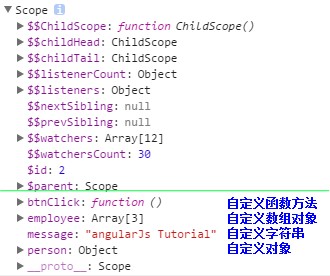 Scope i
$$ChildScope: function ChildScope()
$$childHead: ChildScope
$$childTail: ChildScope
$$listenerCount: Object
$$listeners: Object
$$nextSibling: null
$$prevSibling: null
$$watchers: Array[12]
$$watchersCount: 30
$id: 2
$parent: Scope
btnClick: function () 自定义函数方法
employee: Array[3] 自定义数组对象
message: "angularJs Tutorial" 自定义字符串
person: Object 自定义对象
__proto__: Scope